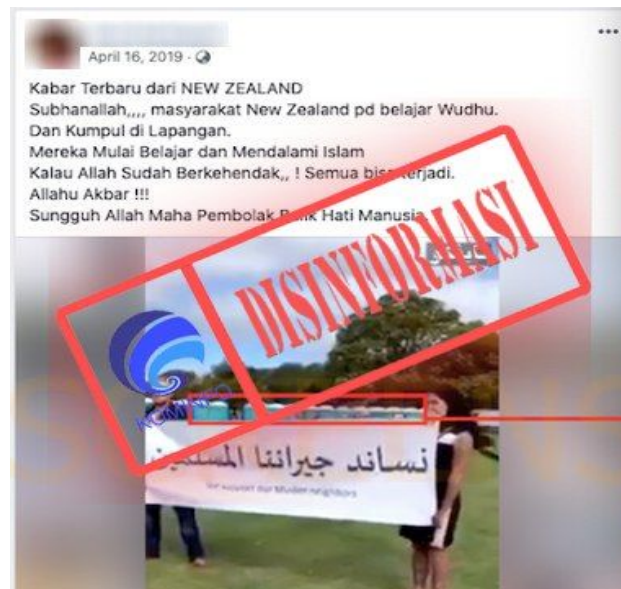 April 16, 2019
Kabar Terbaru dari NEW ZEALAND
Subhanallah,,,, masyarakat New Zealand pd belajar Wudhu.
Dan Kumpul di Lapangan.
Mereka Mulai Belajar dan Mendalami Islam
Kalau Allah Sudah Berkehendak,, ! Semua bisa terjadi.
Allahu Akbar !!!
Sungguh Allah Maha Pembolak Balik Hati Manusia.
DISINFORMASI
KOMINFO
نساند جيراننا المسلمين
We support our Muslim neighbors